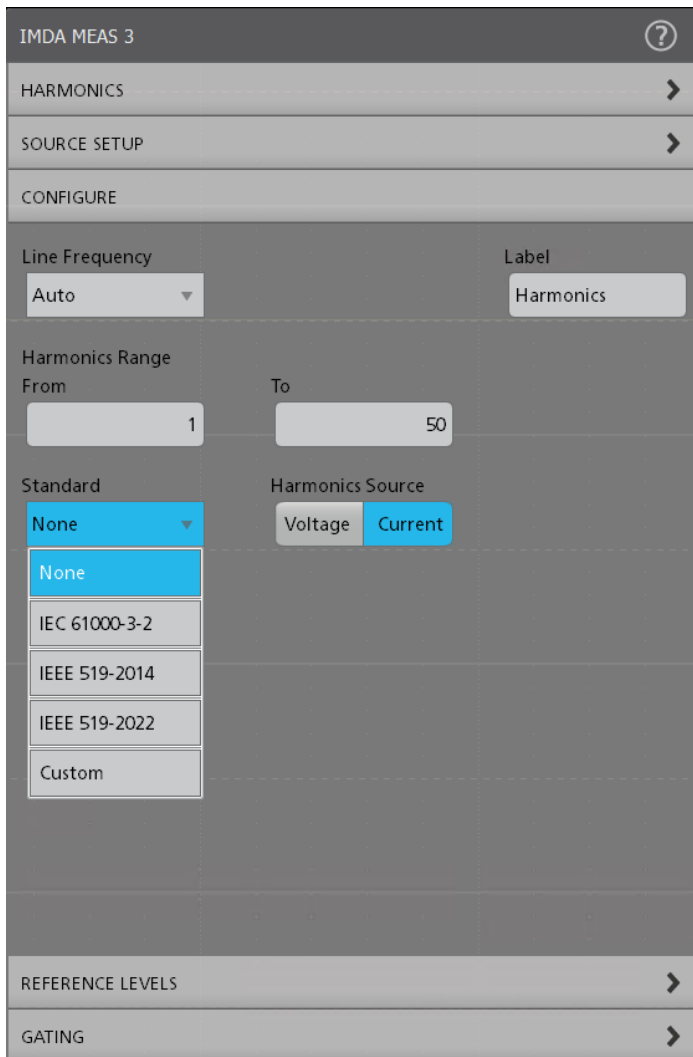 IMDA MEAS 3
?
HARMONICS
SOURCE SETUP
CONFIGURE
Line Frequency Label
Auto Harmonics
Harmonics Range
From To
1 50
Standard Harmonics Source
None Voltage Current
None
IEC 61000-3-2
IEEE 519-2014
IEEE 519-2022
Custom
REFERENCE LEVELS
GATING